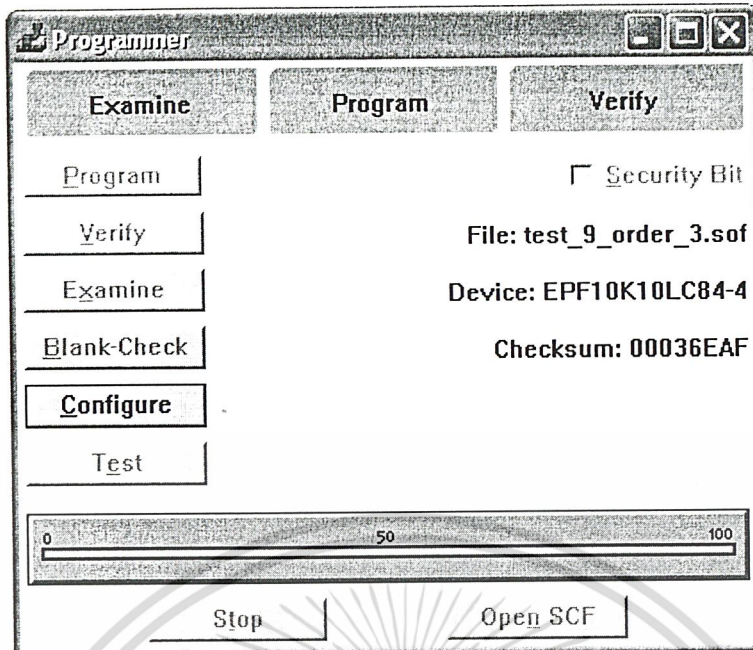 Programmer
Examine Program Verify
Program Security Bit
Verify File: test_9_order_3.sof
Examine Device: EPF10K10LC84-4
Blank-Check Checksum: 00036EAF
Configure
Test
0 50 100
Stop Open SCF